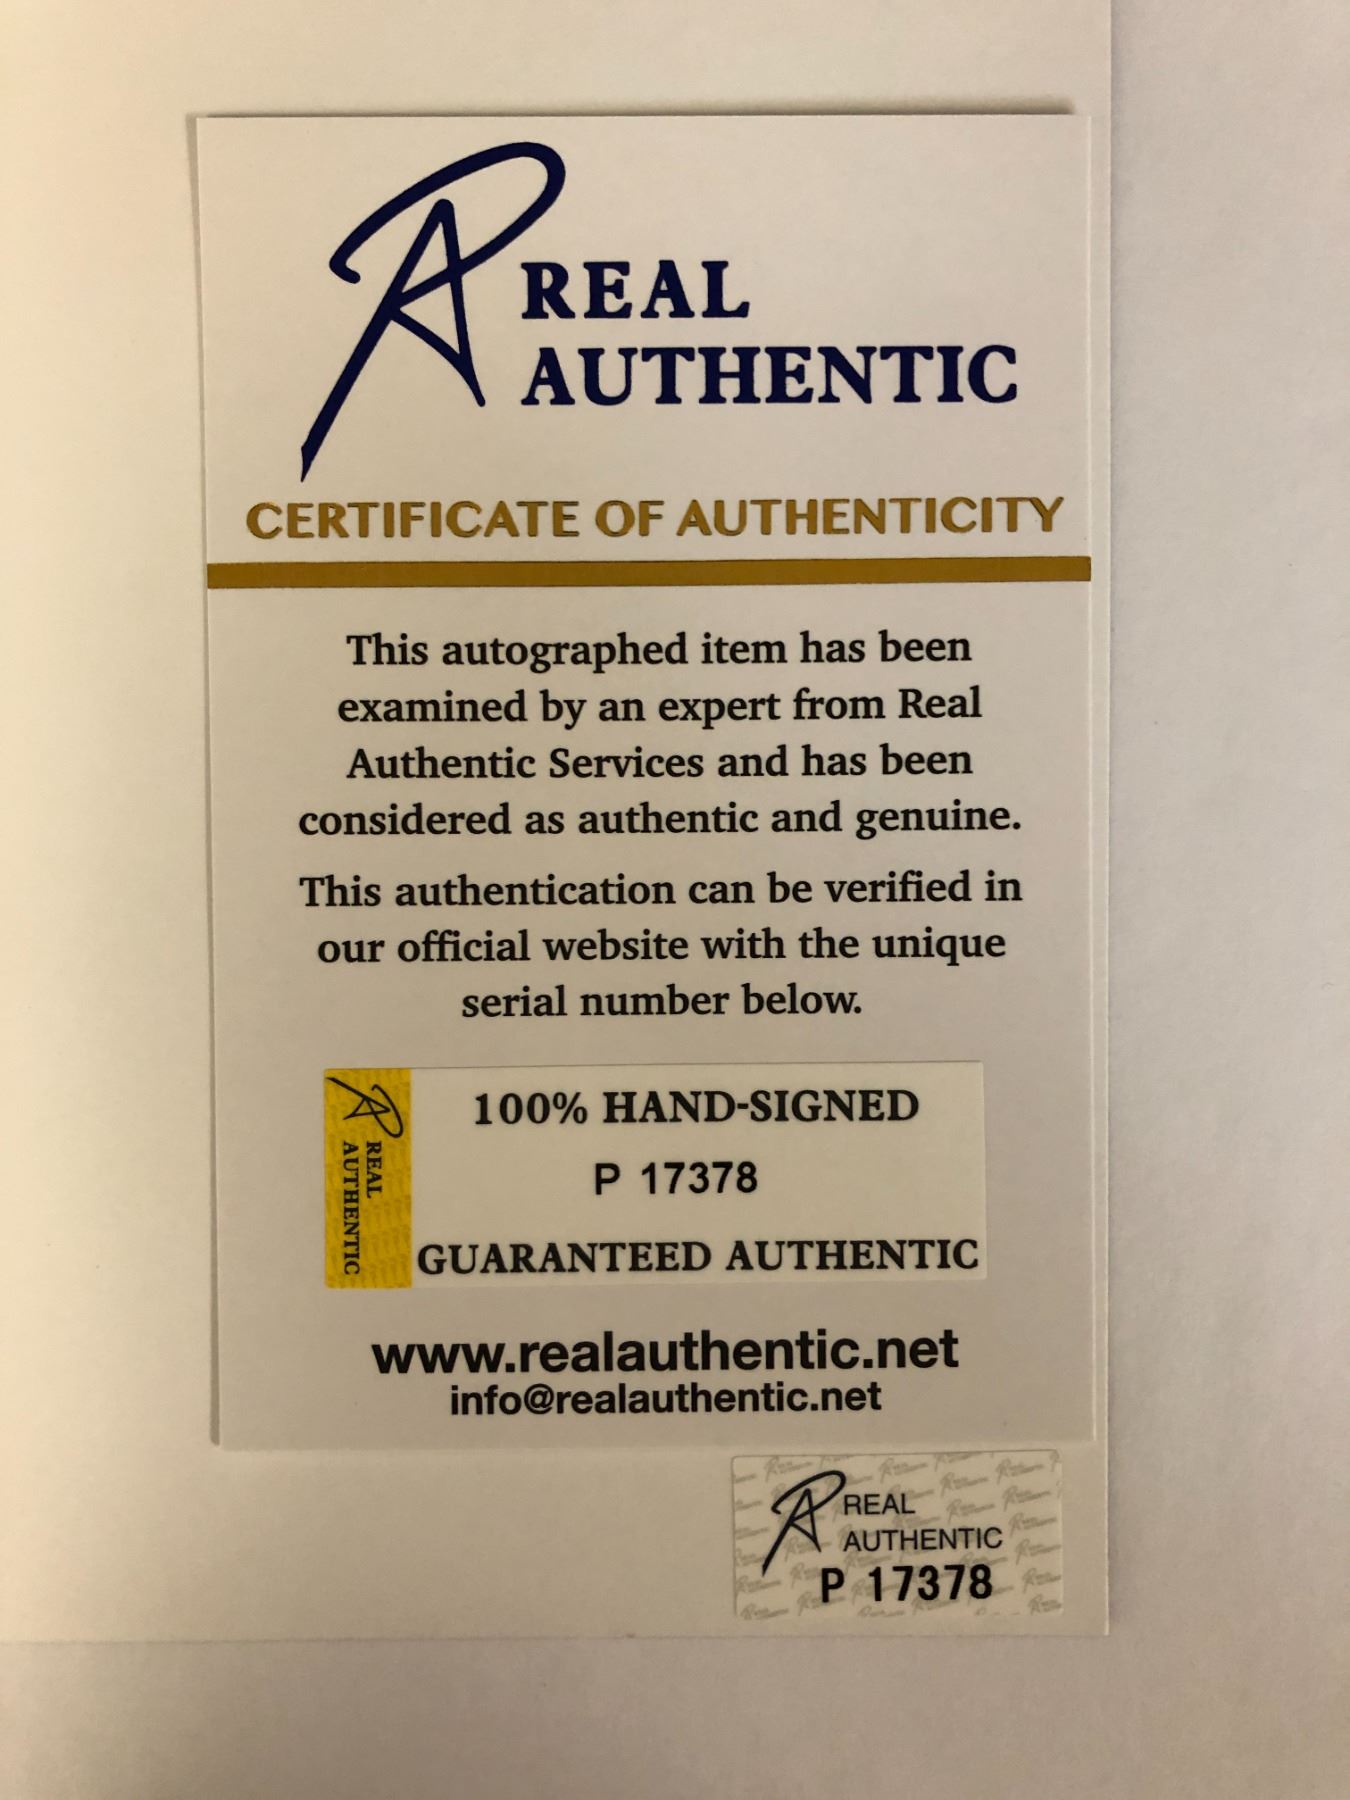 REAL
AUTHENTIC
CERTIFICATE OF AUTHENTICITY
This autographed item has been
examined by an expert from Real
Authentic Services and has been
considered as authentic and genuine.
This authentication can be verified in
our official website with the unique
serial number below.
REAL
AUTHENTIC
100% HAND-SIGNED
P 17378
GUARANTEED AUTHENTIC
www.realauthentic.net
info@realauthentic.net
REAL
AUTHENTIC
P 17378